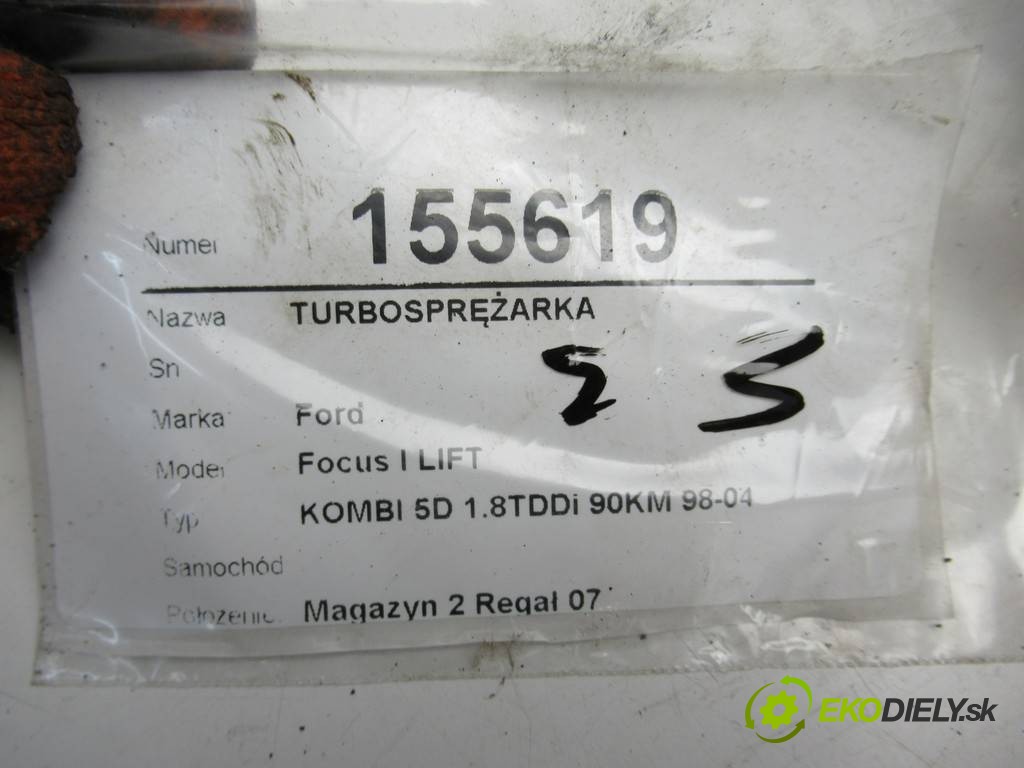 Numer 155619
Nazwa TURBOSPRĘŻARKA
Sn
Marka Ford
Model Focus I LIFT
Typ KOMBI 5D 1.8TDDi 90KM 98-04
Samochód
Położenie Magazyn 2 Regał 07
EKODIELY.sk